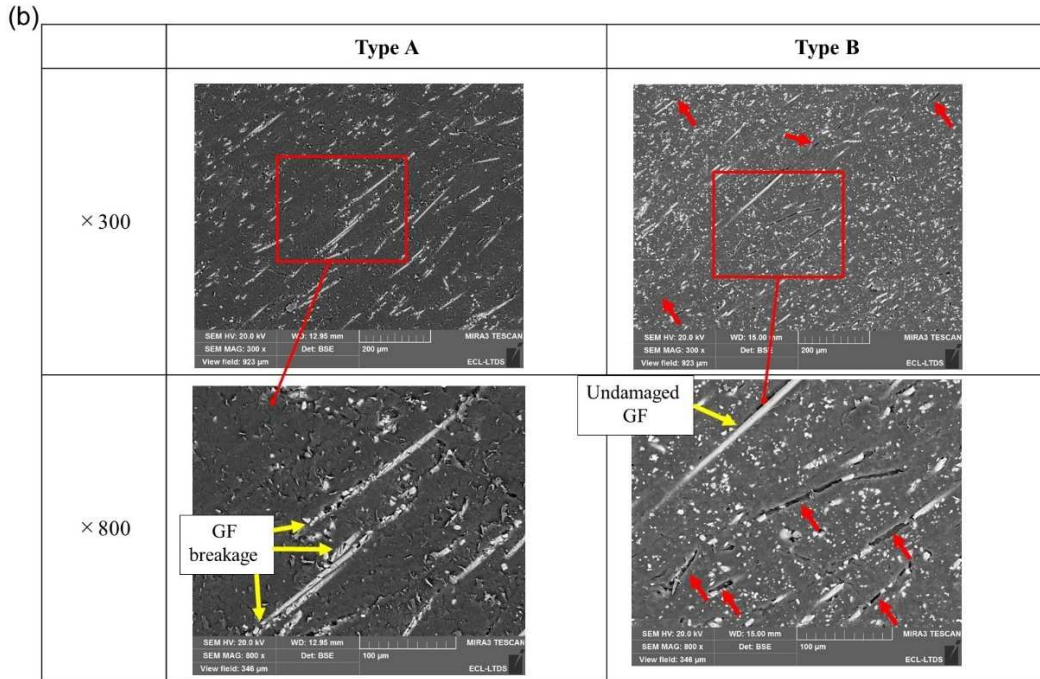 (b)
Type A
Type B
× 300
SEM HV: 20.0 kV
WD: 12.95 mm
MIRA3 TESCAN
SEM MAG: 300 x
Det: BSE
200 µm
View field: 923 µm
ECL-LTDS
SEM HV: 20.0 kV
WD: 15.00 mm
MIRA3 TESCAN
SEM MAG: 300 x
Det: BSE
200 µm
View field: 923 µm
ECL-LTDS
× 800
GF
breakage
SEM HV: 20.0 kV
WD: 12.95 mm
MIRA3 TESCAN
SEM MAG: 800 x
Det: BSE
100 µm
View field: 346 µm
ECL-LTDS
Undamaged
GF
SEM HV: 20.0 kV
WD: 15.00 mm
MIRA3 TESCAN
SEM MAG: 800 x
Det: BSE
100 µm
View field: 346 µm
ECL-LTDS